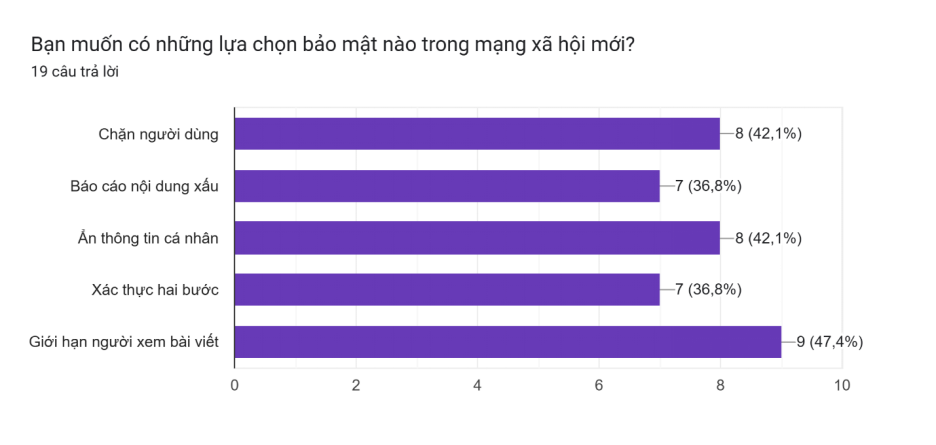 Bạn muốn có những lựa chọn bảo mật nào trong mạng xã hội mới?
19 câu trả lời
Chặn người dùng 8 (42,1%)
Báo cáo nội dung xấu 7 (36,8%)
Ẩn thông tin cá nhân 8 (42,1%)
Xác thực hai bước 7 (36,8%)
Giới hạn người xem bài viết 9 (47,4%)
0 2 4 6 8 10